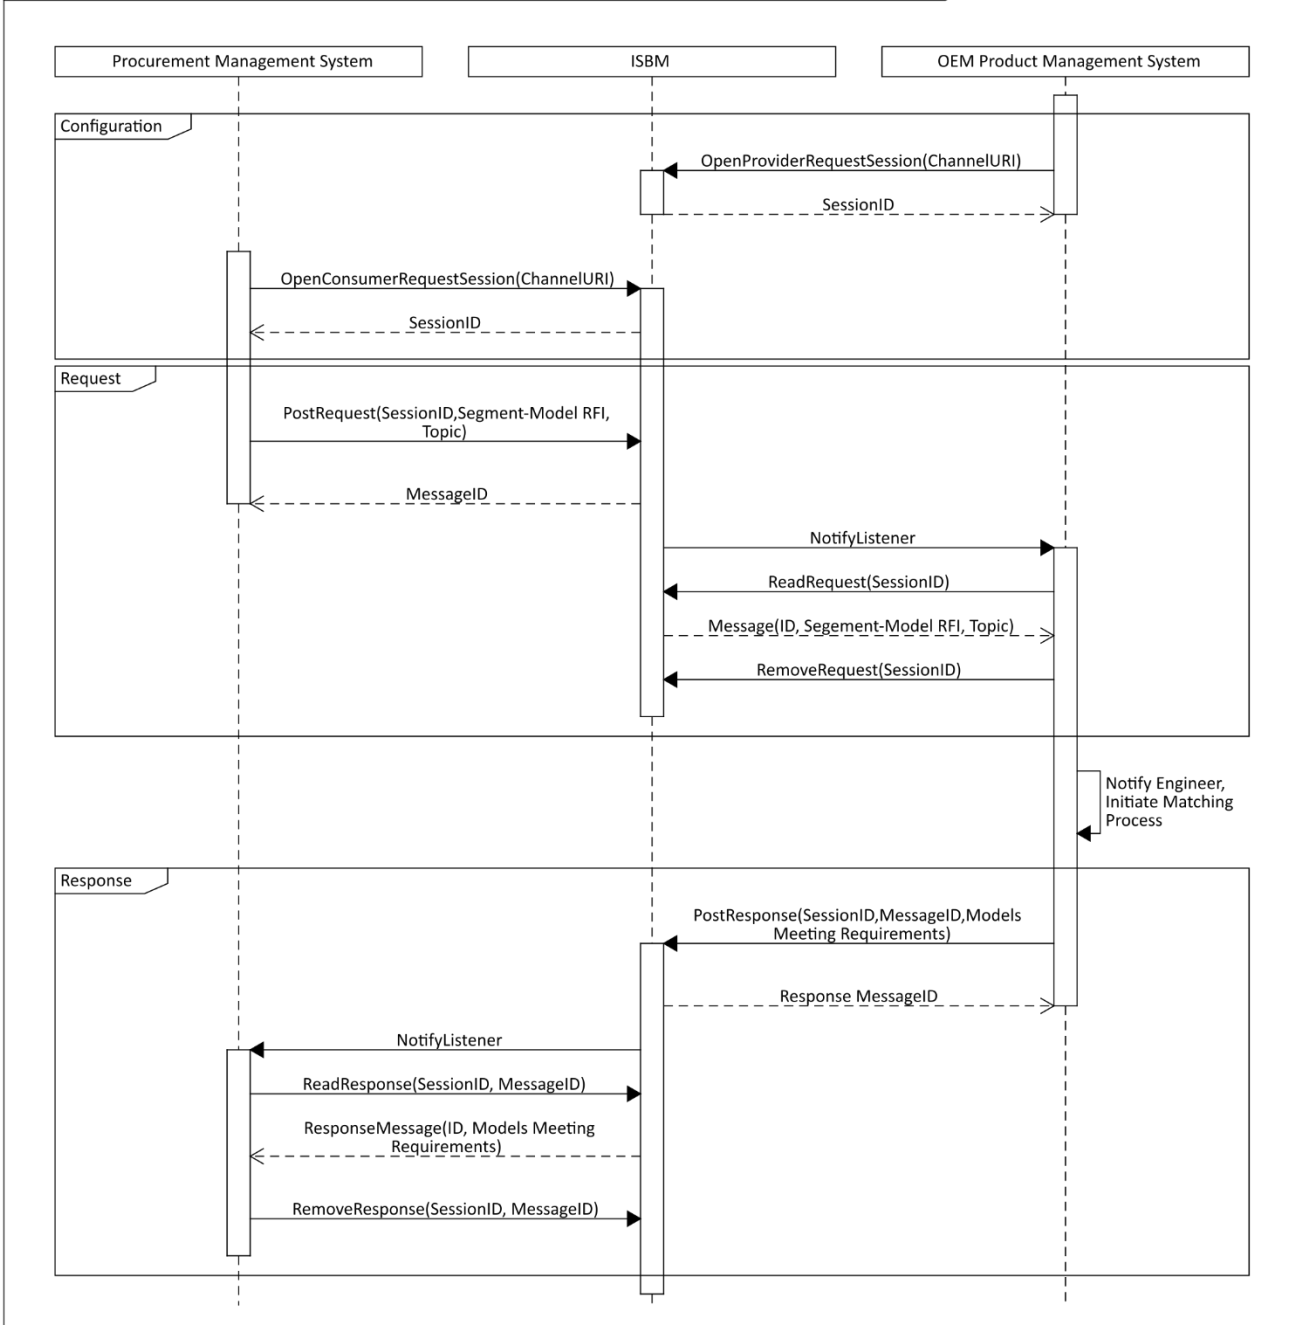 Procurement Management System
ISBM
OEM Product Management System
Configuration
OpenProviderRequestSession(ChannelURI)
SessionID
OpenConsumerRequestSession(ChannelURI)
SessionID
Request
PostRequest(SessionID,Segment-Model RFI,
Topic)
MessageID
NotifyListener
ReadRequest(SessionID)
Message(ID, Segement-Model RFI, Topic)
RemoveRequest(SessionID)
Notify Engineer,
Initiate Matching
Process
Response
PostResponse(SessionID,MessageID,Models
Meeting Requirements)
Response MessageID
NotifyListener
ReadResponse(SessionID, MessageID)
ResponseMessage(ID, Models Meeting
Requirements)
RemoveResponse(SessionID, MessageID)